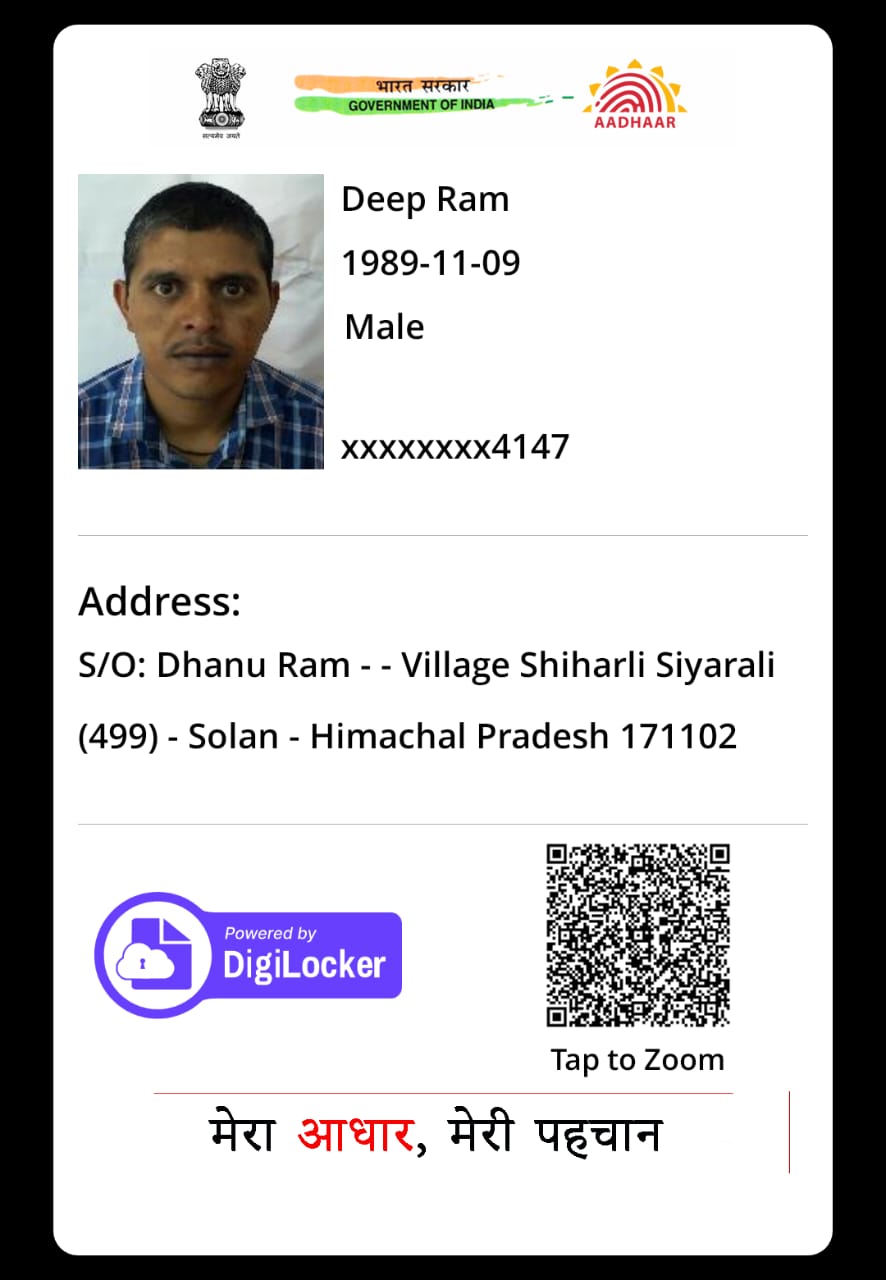 सत्यमेव जयते
भारत सरकार
GOVERNMENT OF INDIA
AADHAAR
Deep Ram
1989-11-09
Male
xxxxxxxx4147
Address:
S/O: Dhanu Ram - - Village Shiharli Siyarali
(499) - Solan - Himachal Pradesh 171102
Powered by
DigiLocker
Tap to Zoom
मेरा आधार, मेरी पहचान